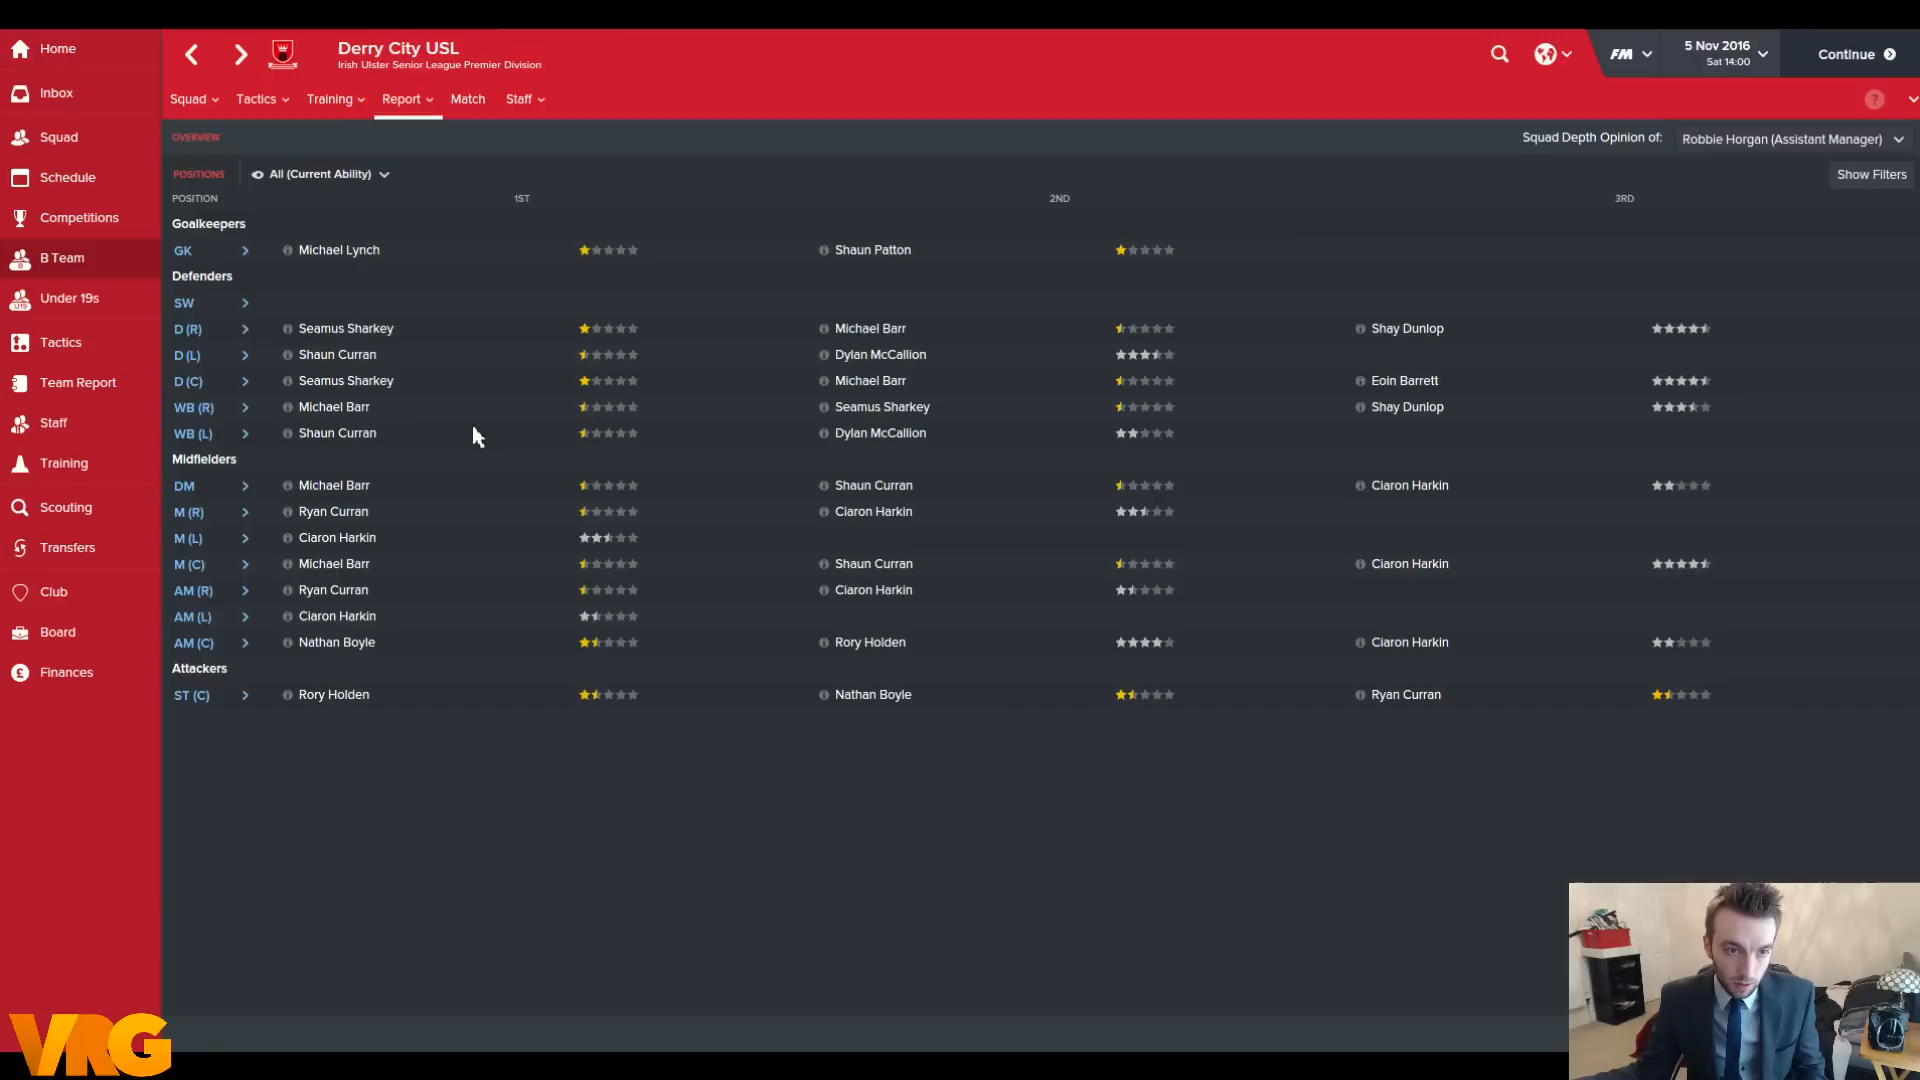 Home
Inbox
Squad
Schedule
Competitions
B Team
Under 19s
Tactics
Team Report
Staff
Training
Scouting
Transfers
Club
Board
Finances
Derry City USL
Irish Ulster Senior League Premier Division
FM
5 Nov 2016
Sat 14:00
Continue
Squad Tactics Training Report Match Staff
?
OVERVIEW
Squad Depth Opinion of: Robbie Horgan (Assistant Manager)
POSITIONS All (Current Ability) Show Filters
POSITION 1ST 2ND 3RD
Goalkeepers
GK Michael Lynch Shaun Patton
Defenders
SW
D (R) Seamus Sharkey Michael Barr Shay Dunlop
D (L) Shaun Curran Dylan McCallion
D (C) Seamus Sharkey Michael Barr Eoin Barrett
WB (R) Michael Barr Seamus Sharkey Shay Dunlop
WB (L) Shaun Curran Dylan McCallion
Midfielders
DM Michael Barr Shaun Curran Ciaron Harkin
M (R) Ryan Curran Ciaron Harkin
M (L) Ciaron Harkin
M (C) Michael Barr Shaun Curran Ciaron Harkin
AM (R) Ryan Curran Ciaron Harkin
AM (L) Ciaron Harkin
AM (C) Nathan Boyle Rory Holden Ciaron Harkin
Attackers
ST (C) Rory Holden Nathan Boyle Ryan Curran
VRG